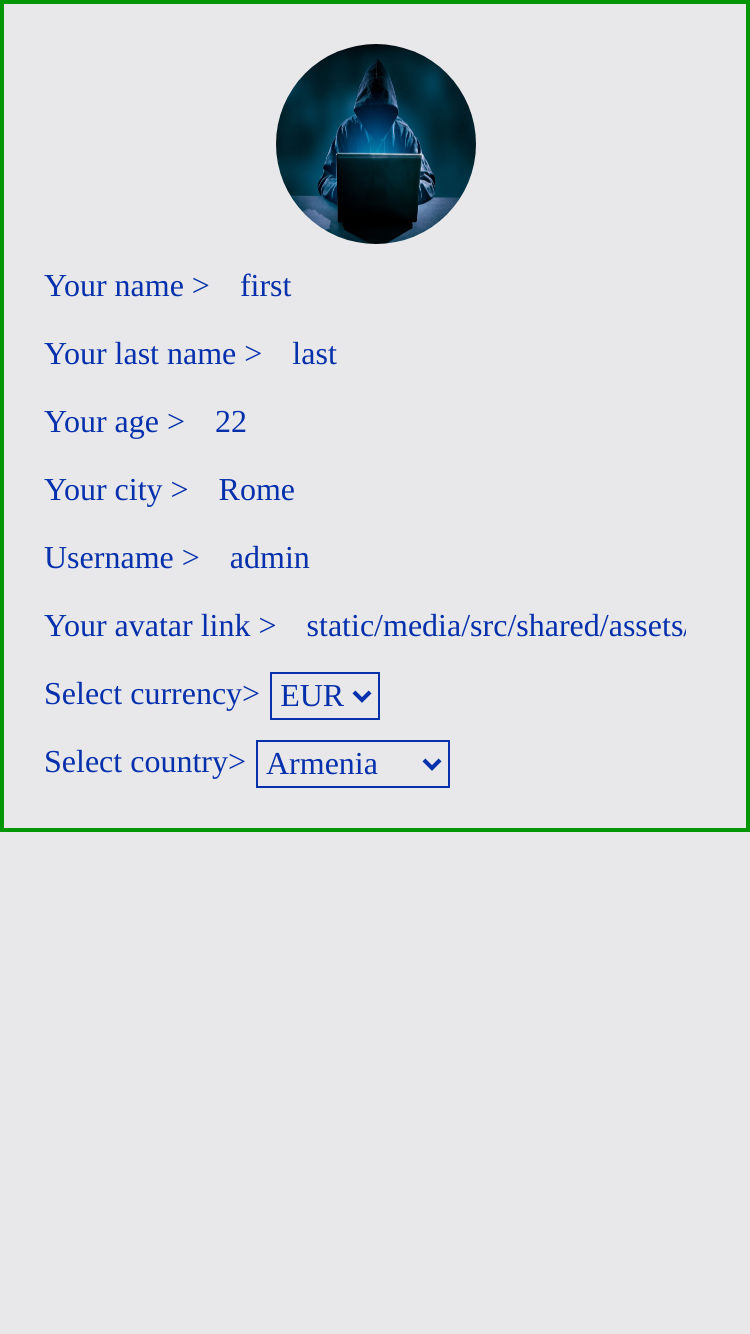 Your name > first
Your last name > last
Your age > 22
Your city > Rome
Username > admin
Your avatar link > static/media/src/shared/assets/
Select currency> EUR
Select country> Armenia